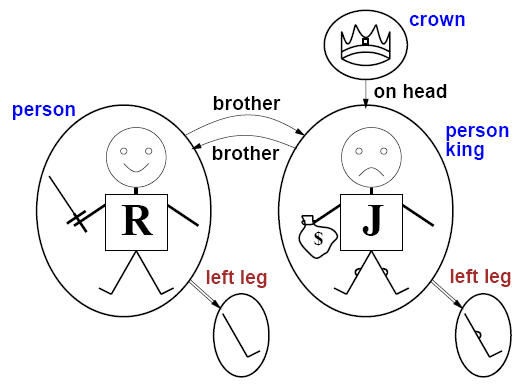 crown
on head
person
brother
person
king
brother
R
J
$
left leg
left leg